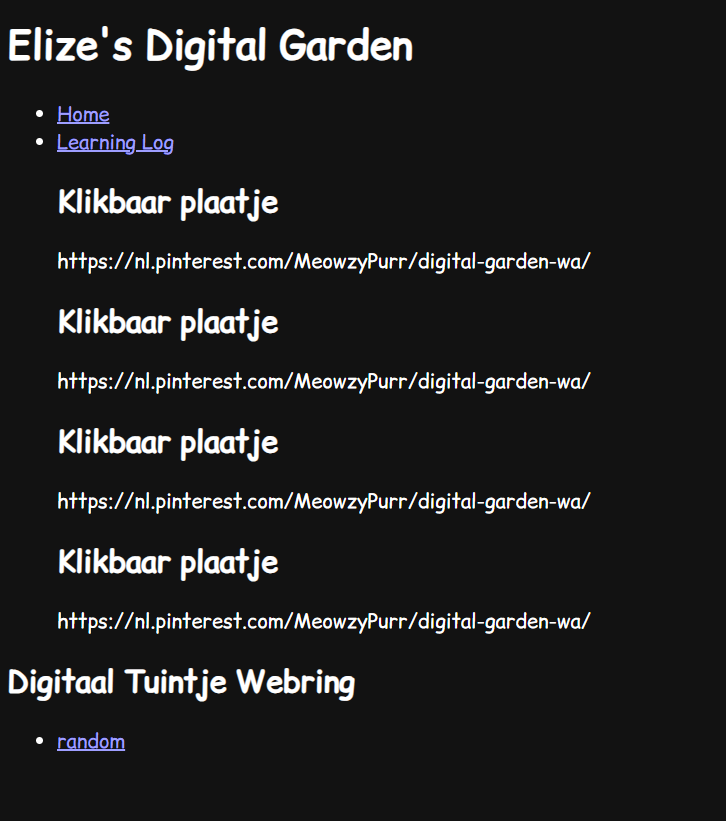 Elize's Digital Garden
Home
Learning Log
Klikbaar plaatje
https://nl.pinterest.com/MeowzyPurr/digital-garden-wa/
Klikbaar plaatje
https://nl.pinterest.com/MeowzyPurr/digital-garden-wa/
Klikbaar plaatje
https://nl.pinterest.com/MeowzyPurr/digital-garden-wa/
Klikbaar plaatje
https://nl.pinterest.com/MeowzyPurr/digital-garden-wa/
Digitaal Tuintje Webring
random